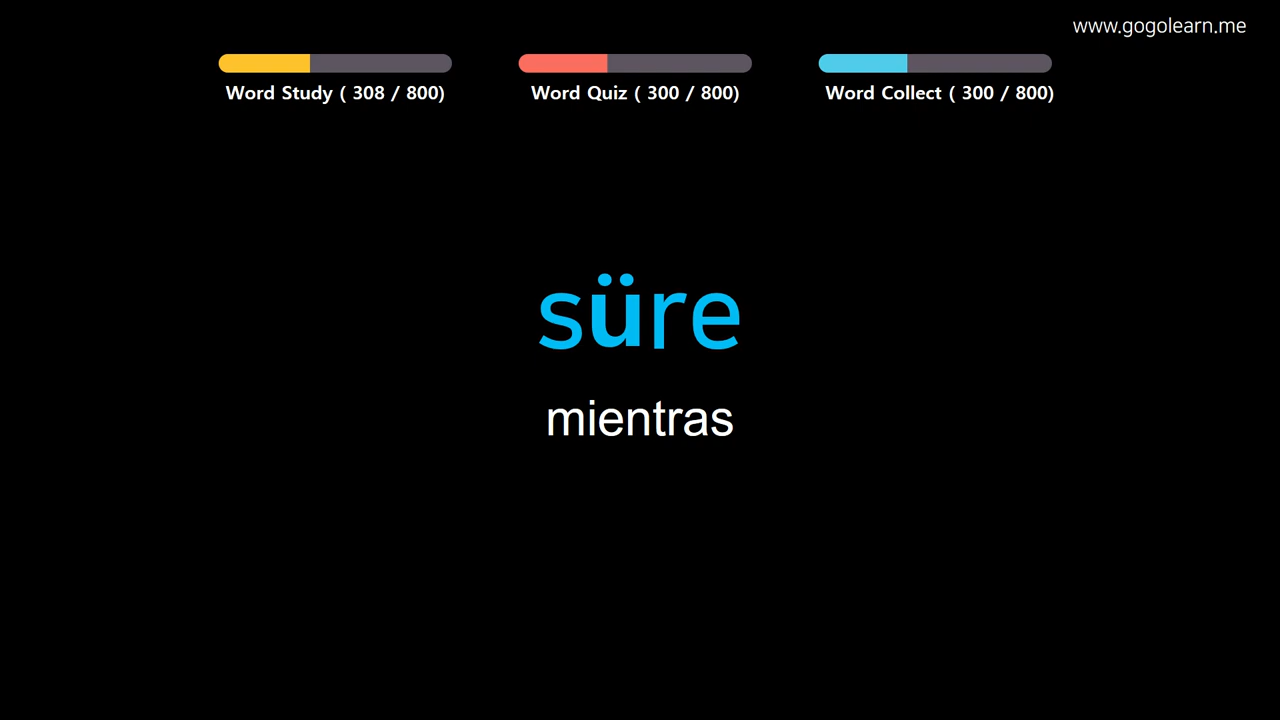 www.gogolearn.me
Word Study ( 308 / 800)
Word Quiz ( 300 / 800)
Word Collect ( 300 / 800)
süre
mientras